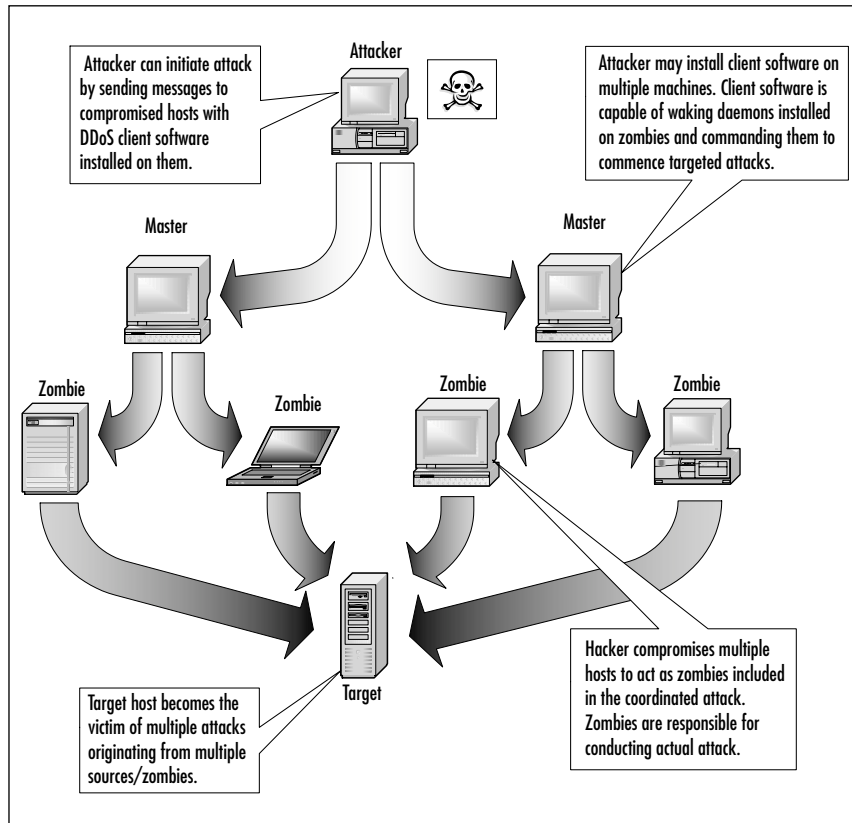 Attacker
Attacker can initiate attack
by sending messages to
compromised hosts with
DDoS client software
installed on them.
Attacker may install client software on
multiple machines. Client software is
capable of waking daemons installed
on zombies and commanding them to
commence targeted attacks.
Master
Master
Zombie
Zombie
Zombie
Zombie
Target
Target host becomes the
victim of multiple attacks
originating from multiple
sources/zombies.
Hacker compromises multiple
hosts to act as zombies included
in the coordinated attack.
Zombies are responsible for
conducting actual attack.